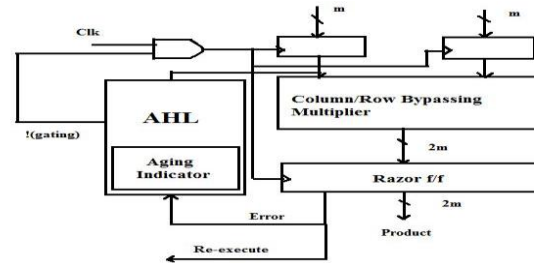 m
m
Clk
AHL
Column/Row Bypassing
Multiplier
!(gating)
Aging
Indicator
2m
Razor f/f
2m
Error
Product
Re-execute